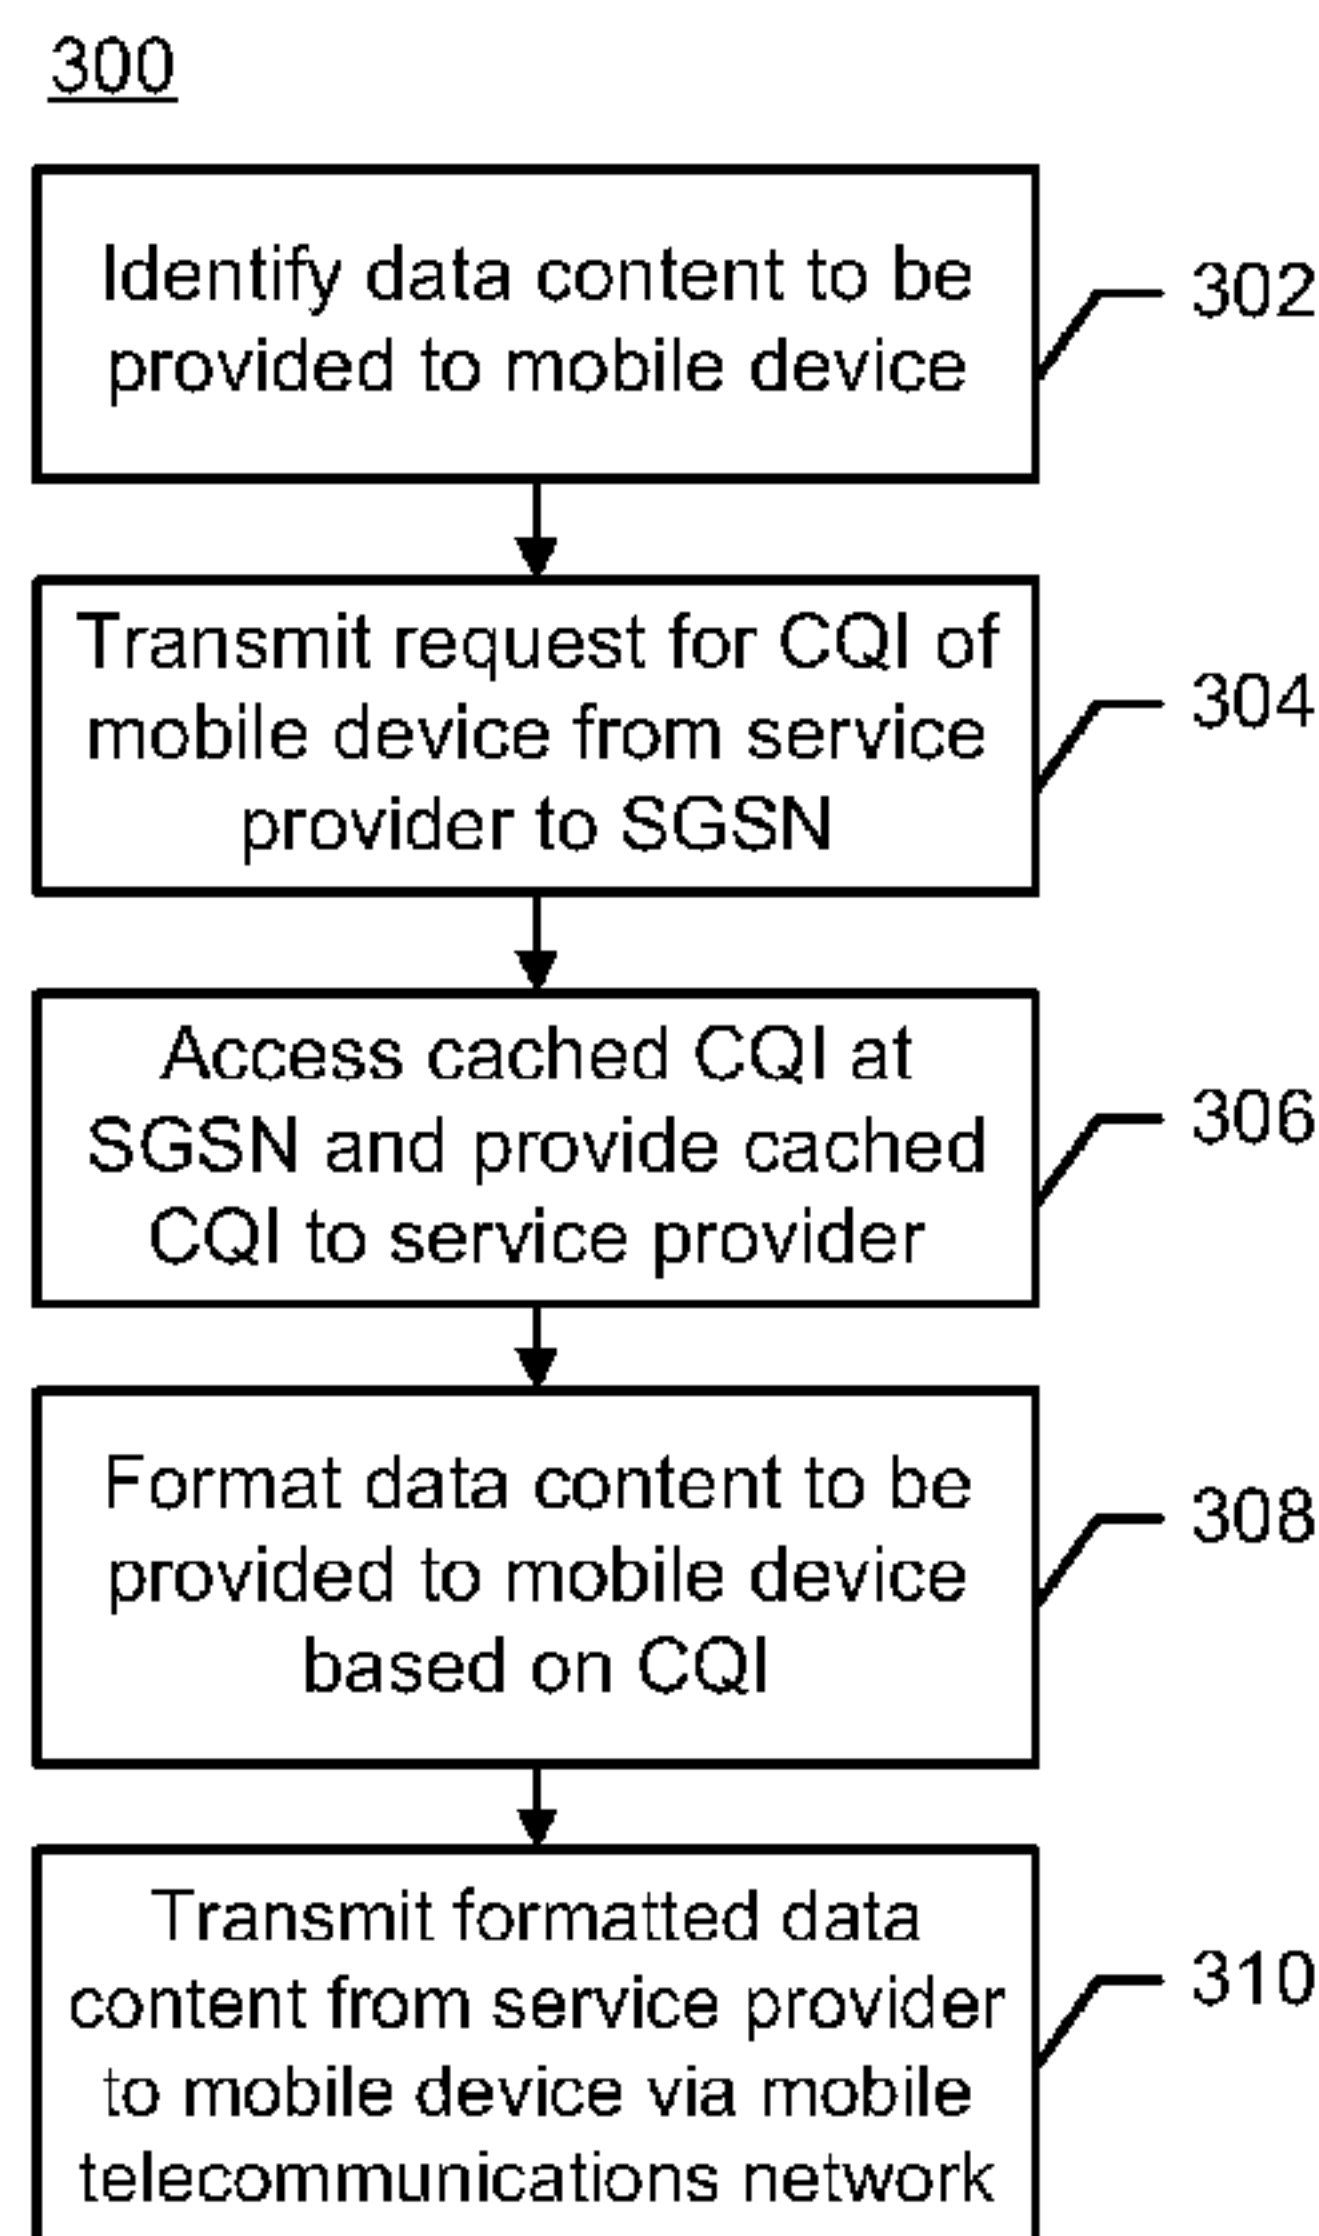 300
Identify data content to be
provided to mobile device
302
Transmit request for CQI of
mobile device from service
provider to SGSN
304
Access cached CQI at
SGSN and provide cached
CQI to service provider
306
Format data content to be
provided to mobile device
based on CQI
308
Transmit formatted data
content from service provider
to mobile device via mobile
telecommunications network
310